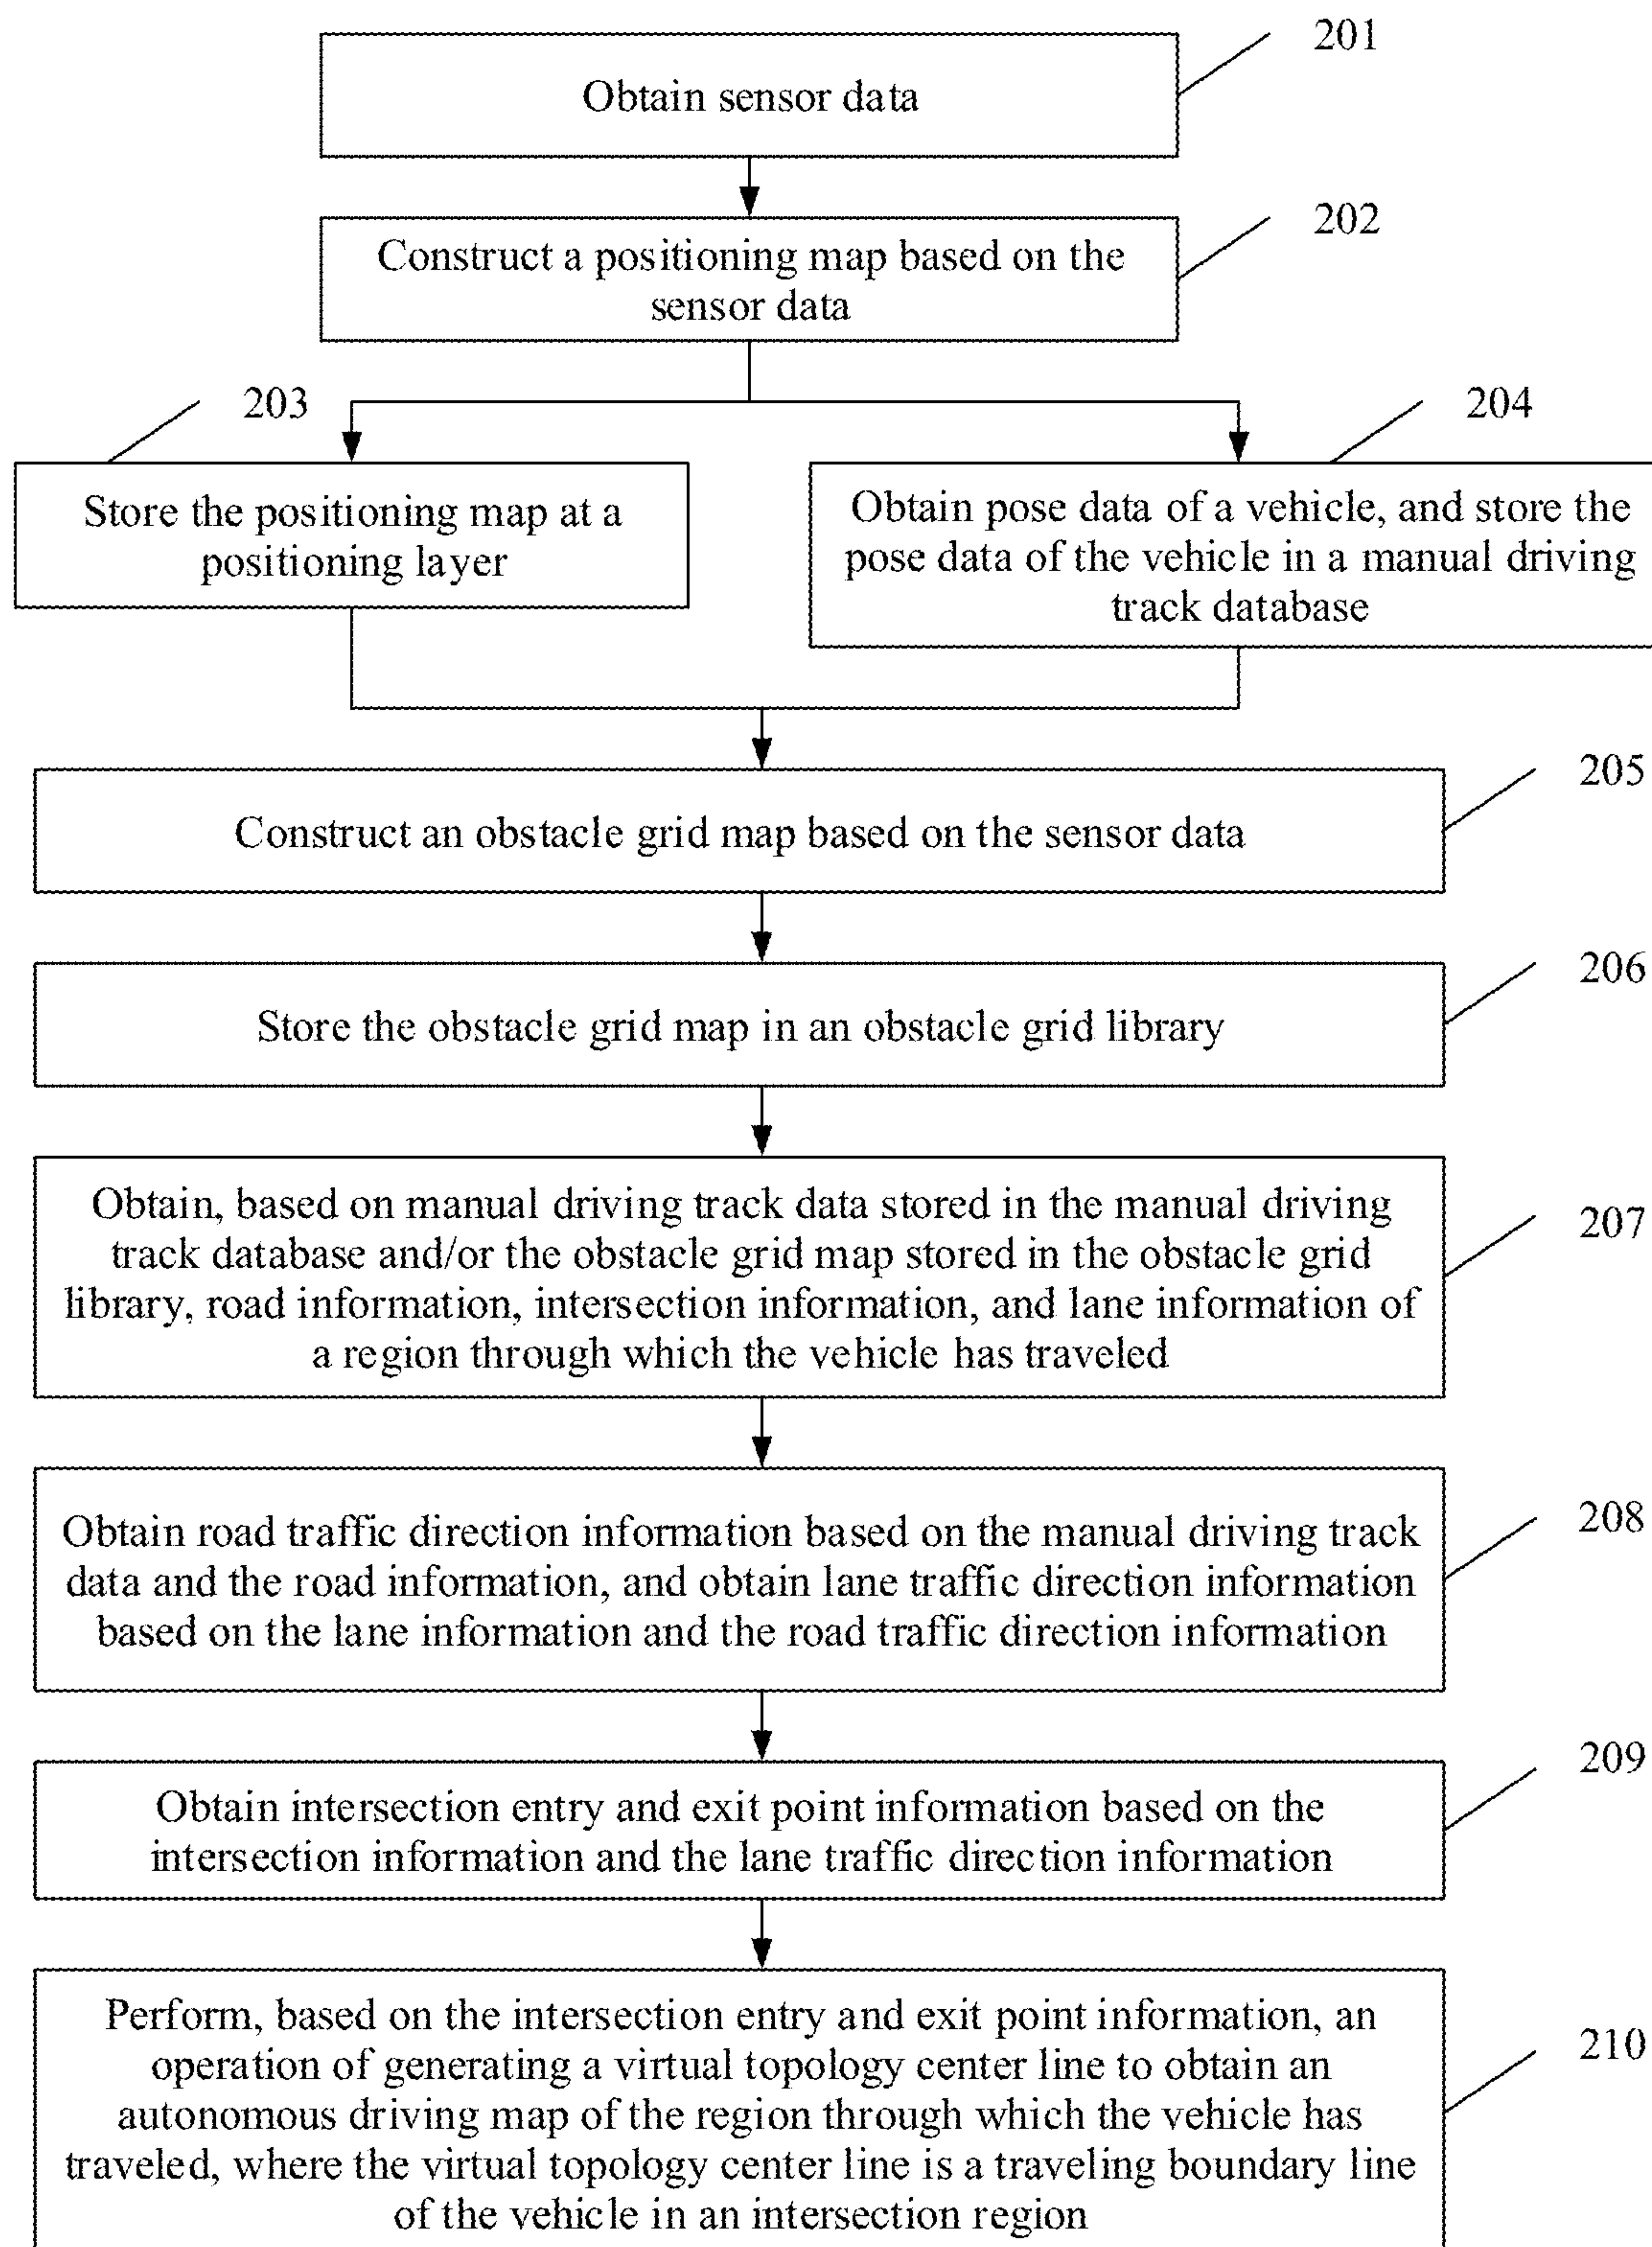 201
Obtain sensor data
202
Construct a positioning map based on the
sensor data
203
204
Store the positioning map at a
positioning layer
Obtain pose data of a vehicle, and store the
pose data of the vehicle in a manual driving
track database
205
Construct an obstacle grid map based on the sensor data
206
Store the obstacle grid map in an obstacle grid library
Obtain, based on manual driving track data stored in the manual driving
track database and/or the obstacle grid map stored in the obstacle grid
library, road information, intersection information, and lane information of
a region through which the vehicle has traveled
207
Obtain road traffic direction information based on the manual driving track
data and the road information, and obtain lane traffic direction information
based on the lane information and the road traffic direction information
208
209
Obtain intersection entry and exit point information based on the
intersection information and the lane traffic direction information
Perform, based on the intersection entry and exit point information, an
operation of generating a virtual topology center line to obtain an
autonomous driving map of the region through which the vehicle has
traveled, where the virtual topology center line is a traveling boundary line
of the vehicle in an intersection region
210